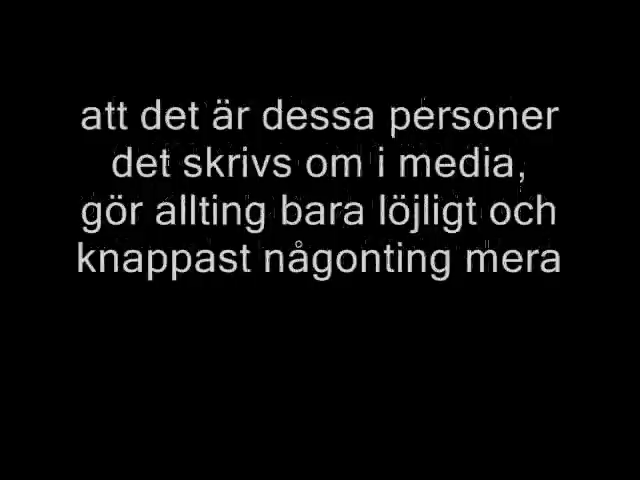 att det är dessa personer
det skrivs om i media,
gör allting bara löjligt och
knappast någonting mera